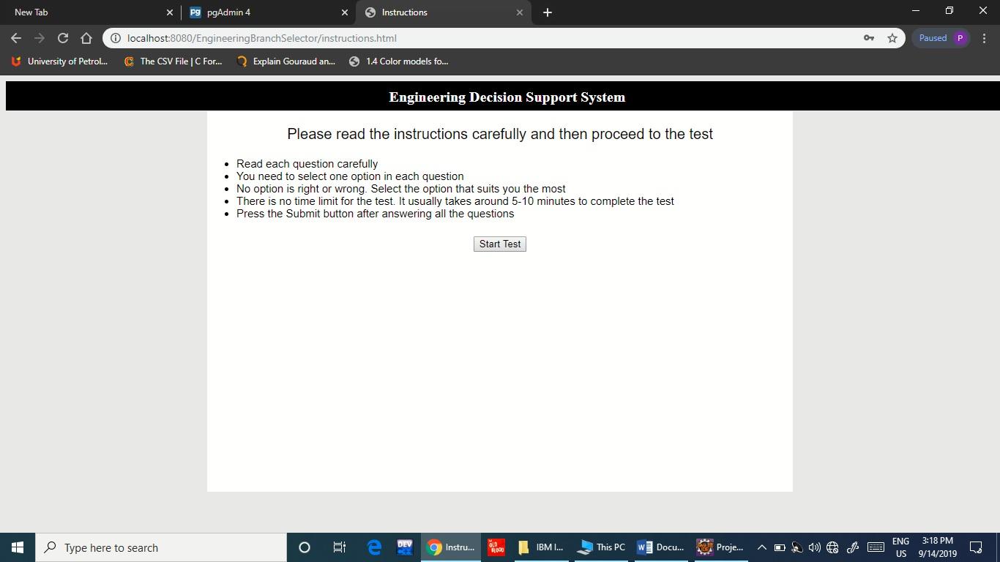 New Tab
pgAdmin 4
Instructions
localhost:8080/EngineeringBranchSelector/instructions.html
Paused P
University of Petrol...
The CSV File | C For...
Explain Gouraud an...
1.4 Color models fo...
Engineering Decision Support System
Please read the instructions carefully and then proceed to the test
• Read each question carefully
• You need to select one option in each question
• No option is right or wrong. Select the option that suits you the most
• There is no time limit for the test. It usually takes around 5-10 minutes to complete the test
• Press the Submit button after answering all the questions
Start Test
Type here to search
DEV
C++
Instru...
OLD
BLOOD
IBM I...
This PC
Docu...
Proje...
ENG
US
3:18 PM
9/14/2019